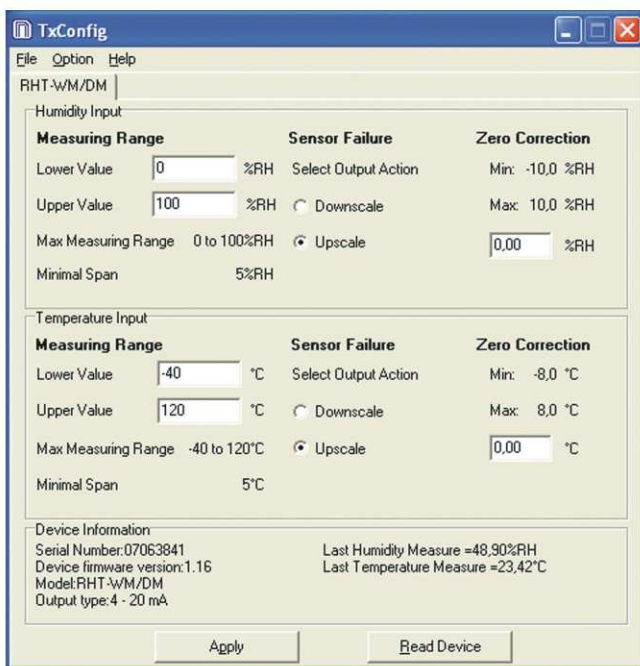 TxConfig
File Option Help
RHT-WM/DM
Humidity Input
Measuring Range Sensor Failure Zero Correction
Lower Value 0 %RH Select Output Action Min: -10,0 %RH
Upper Value 100 %RH Downscale Max: 10,0 %RH
Max Measuring Range 0 to 100%RH Upscale 0,00 %RH
Minimal Span 5%RH
Temperature Input
Measuring Range Sensor Failure Zero Correction
Lower Value -40 °C Select Output Action Min: -8,0 °C
Upper Value 120 °C Downscale Max: 8,0 °C
Max Measuring Range -40 to 120°C Upscale 0,00 °C
Minimal Span 5°C
Device Information
Serial Number:07063841 Last Humidity Measure =48,90%RH
Device firmware version:1.16 Last Temperature Measure =23,42°C
Model:RHT-WM/DM
Output type:4 - 20 mA
Apply Read Device